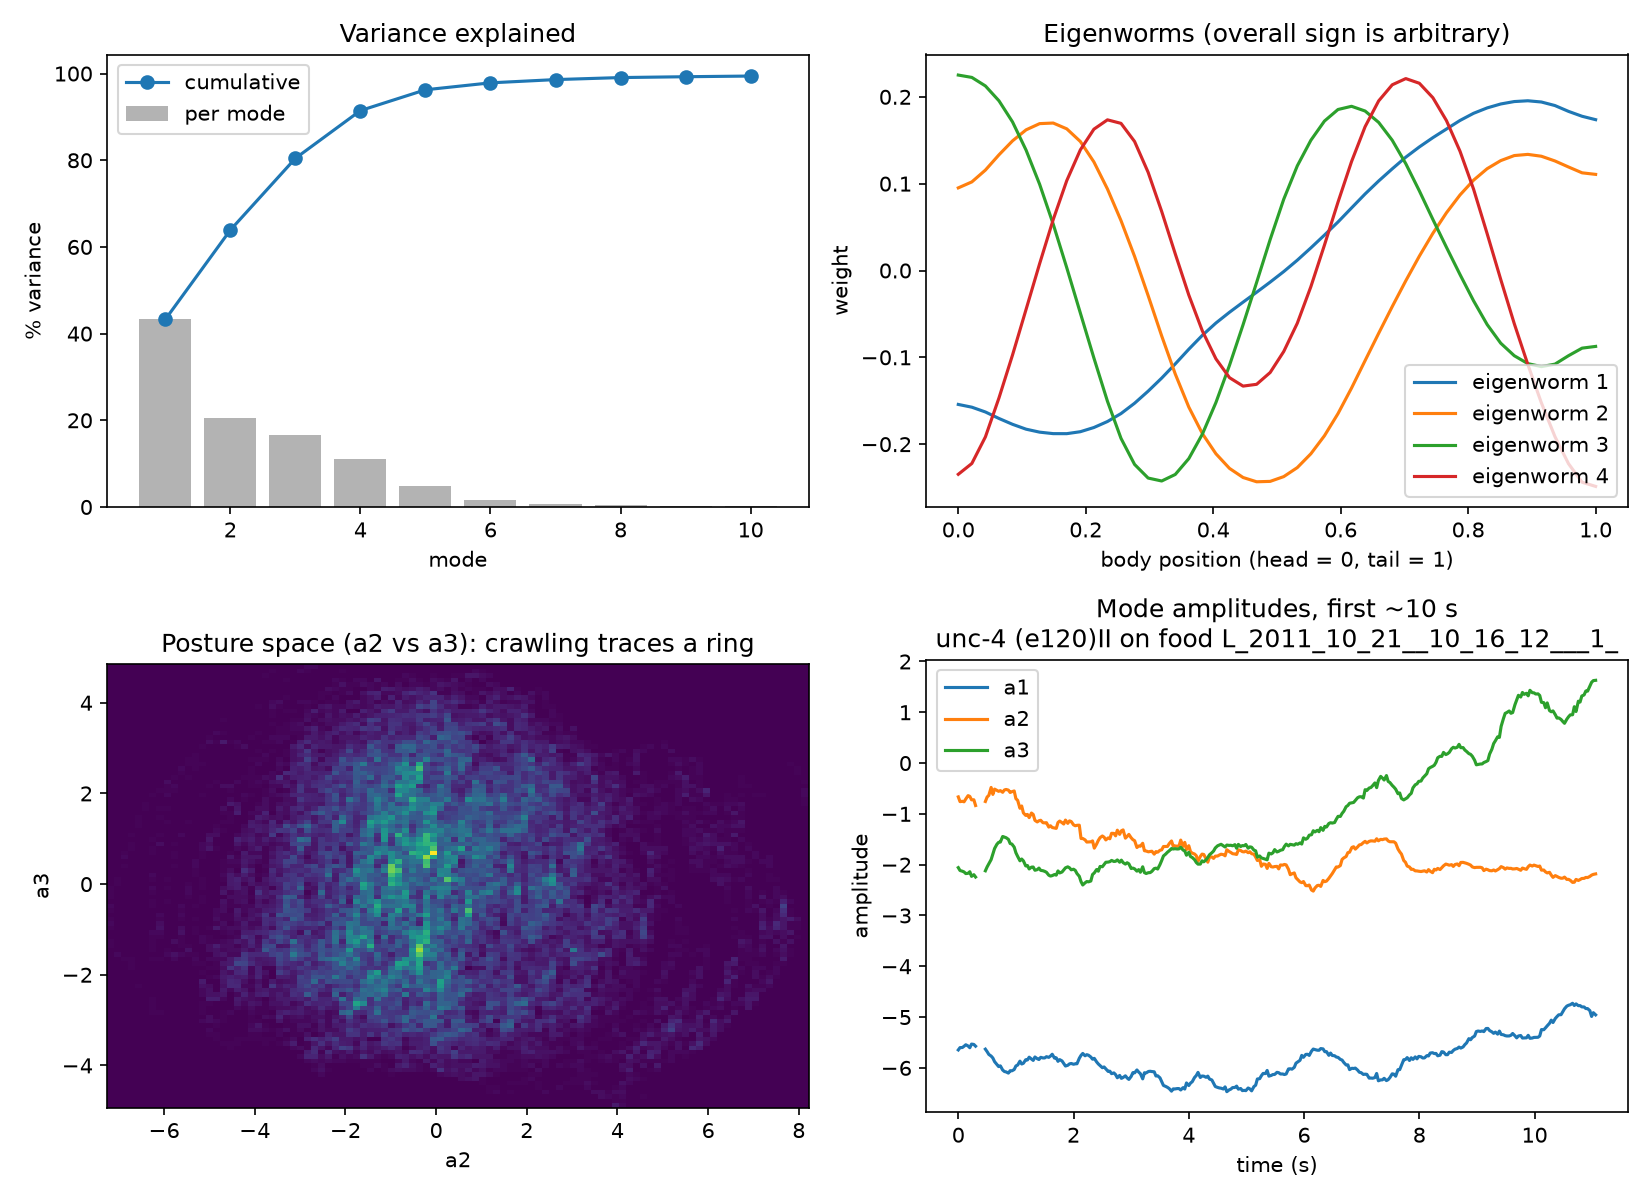 Variance explained
100
80
60
40
20
0
% variance
cumulative
per mode
2
4
6
8
10
mode
Eigenworms (overall sign is arbitrary)
0.2
0.1
0.0
−0.1
−0.2
weight
eigenworm 1
eigenworm 2
eigenworm 3
eigenworm 4
0.0
0.2
0.4
0.6
0.8
1.0
body position (head = 0, tail = 1)
Posture space (a2 vs a3): crawling traces a ring
4
2
0
−2
−4
a3
−6
−4
−2
0
2
4
6
8
a2
Mode amplitudes, first ~10 s
unc-4 (e120)II on food L_2011_10_21__10_16_12___1_
2
1
0
−1
−2
−3
−4
−5
−6
amplitude
a1
a2
a3
0
2
4
6
8
10
time (s)